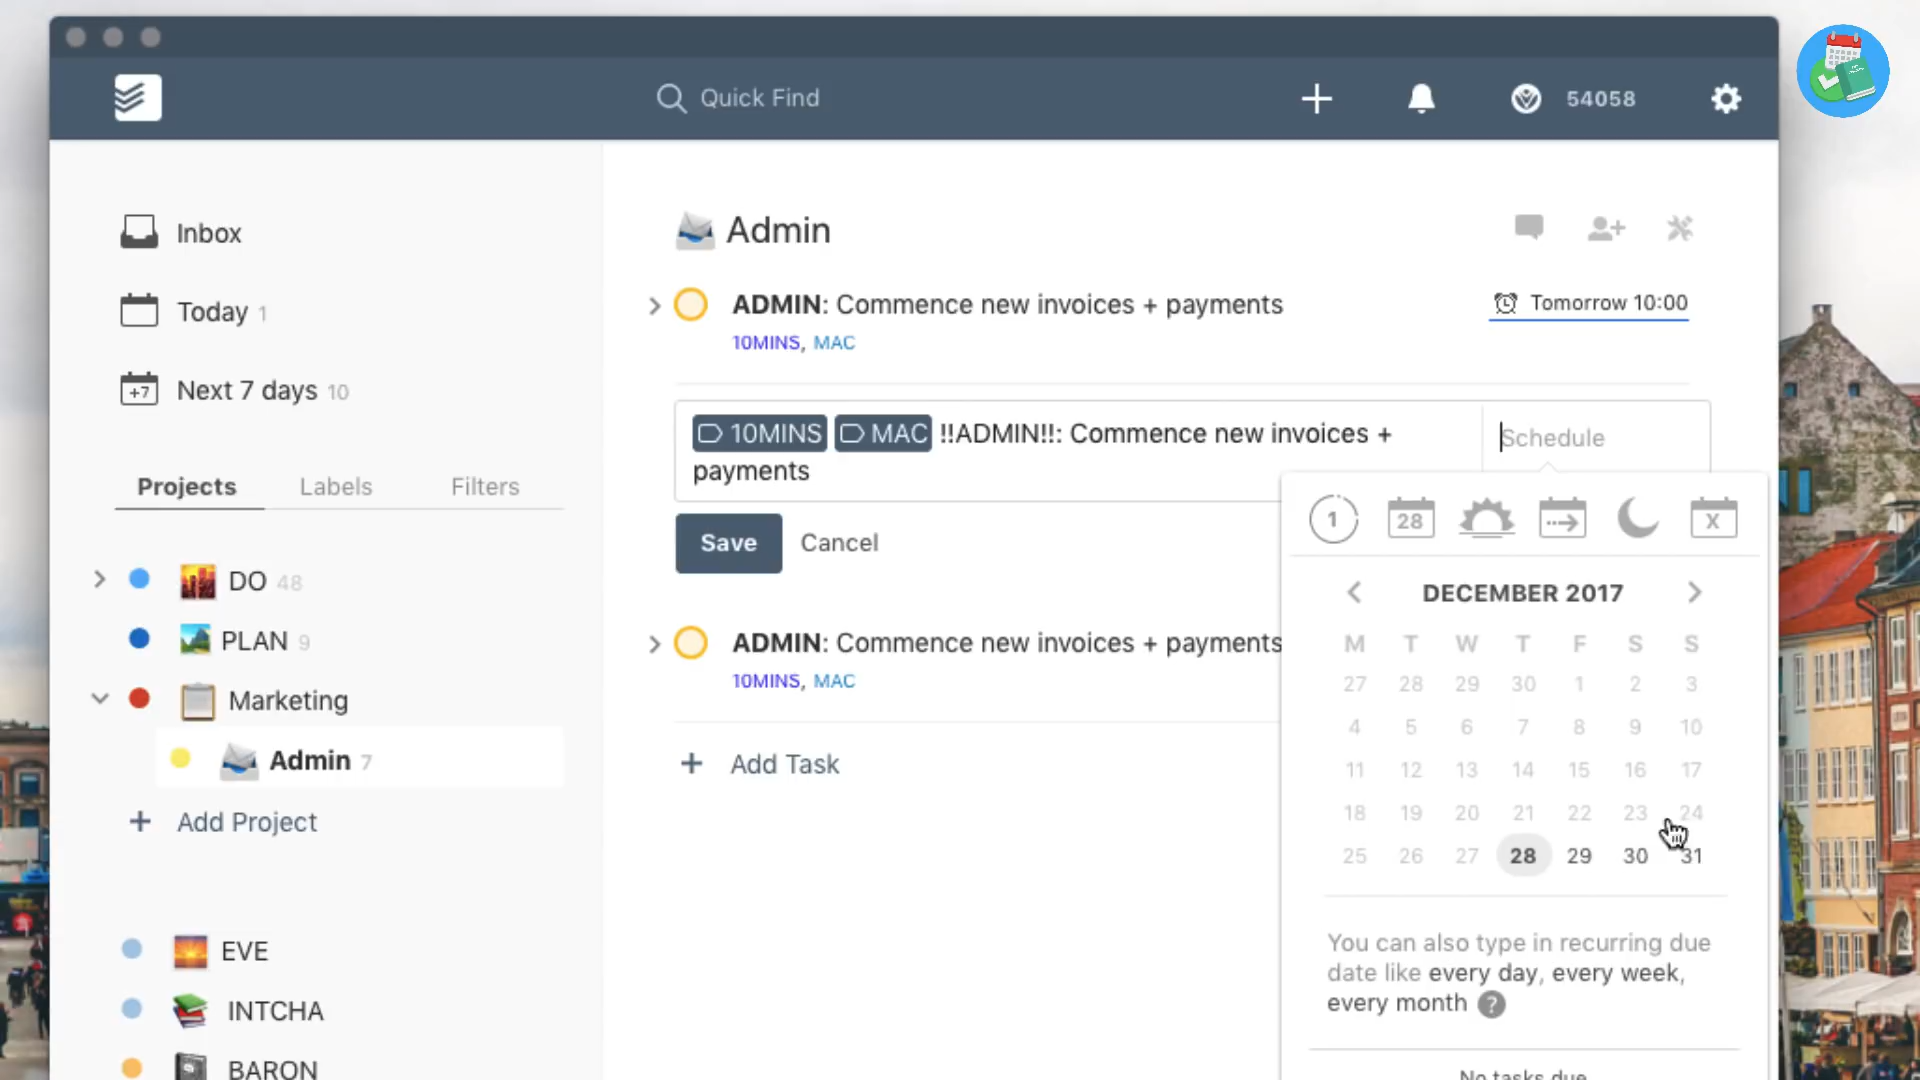 Quick Find
54058
Inbox
Today 1
Next 7 days 10
Projects Labels Filters
DO 48
PLAN 9
Marketing
Admin 7
+ Add Project
EVE
INTCHA
BARON
Admin
ADMIN: Commence new invoices + payments
Tomorrow 10:00
10MINS, MAC
10MINS MAC !!ADMIN!!: Commence new invoices +
payments
Schedule
Save Cancel
ADMIN: Commence new invoices + payments
10MINS, MAC
+ Add Task
1 28 X
DECEMBER 2017
M T W T F S S
27 28 29 30 1 2 3
4 5 6 7 8 9 10
11 12 13 14 15 16 17
18 19 20 21 22 23 24
25 26 27 28 29 30 31
You can also type in recurring due
date like every day, every week,
every month ?
No tasks due
+7